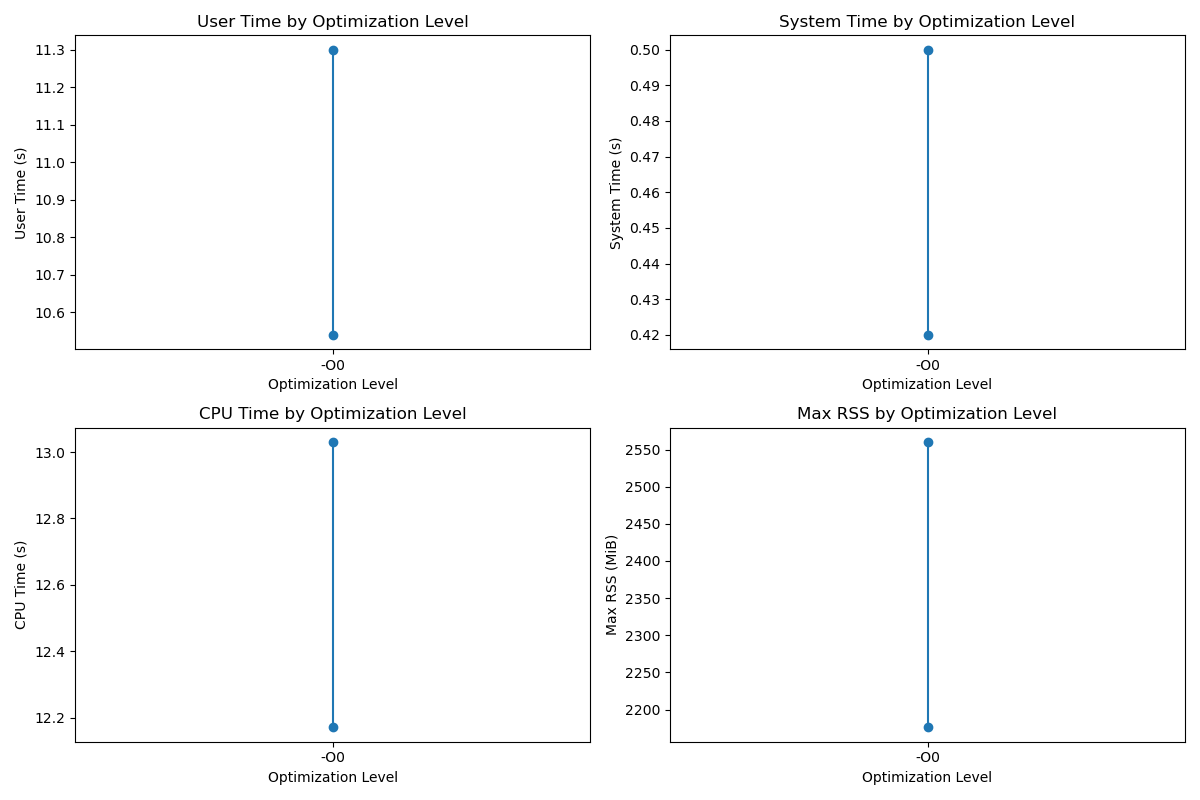 User Time by Optimization Level
11.3
11.2
11.1
11.0
10.9
10.8
10.7
10.6
User Time (s)
-O0
Optimization Level
System Time by Optimization Level
0.50
0.49
0.48
0.47
0.46
0.45
0.44
0.43
0.42
System Time (s)
-O0
Optimization Level
CPU Time by Optimization Level
13.0
12.8
12.6
12.4
12.2
CPU Time (s)
-O0
Optimization Level
Max RSS by Optimization Level
2550
2500
2450
2400
2350
2300
2250
2200
Max RSS (MiB)
-O0
Optimization Level